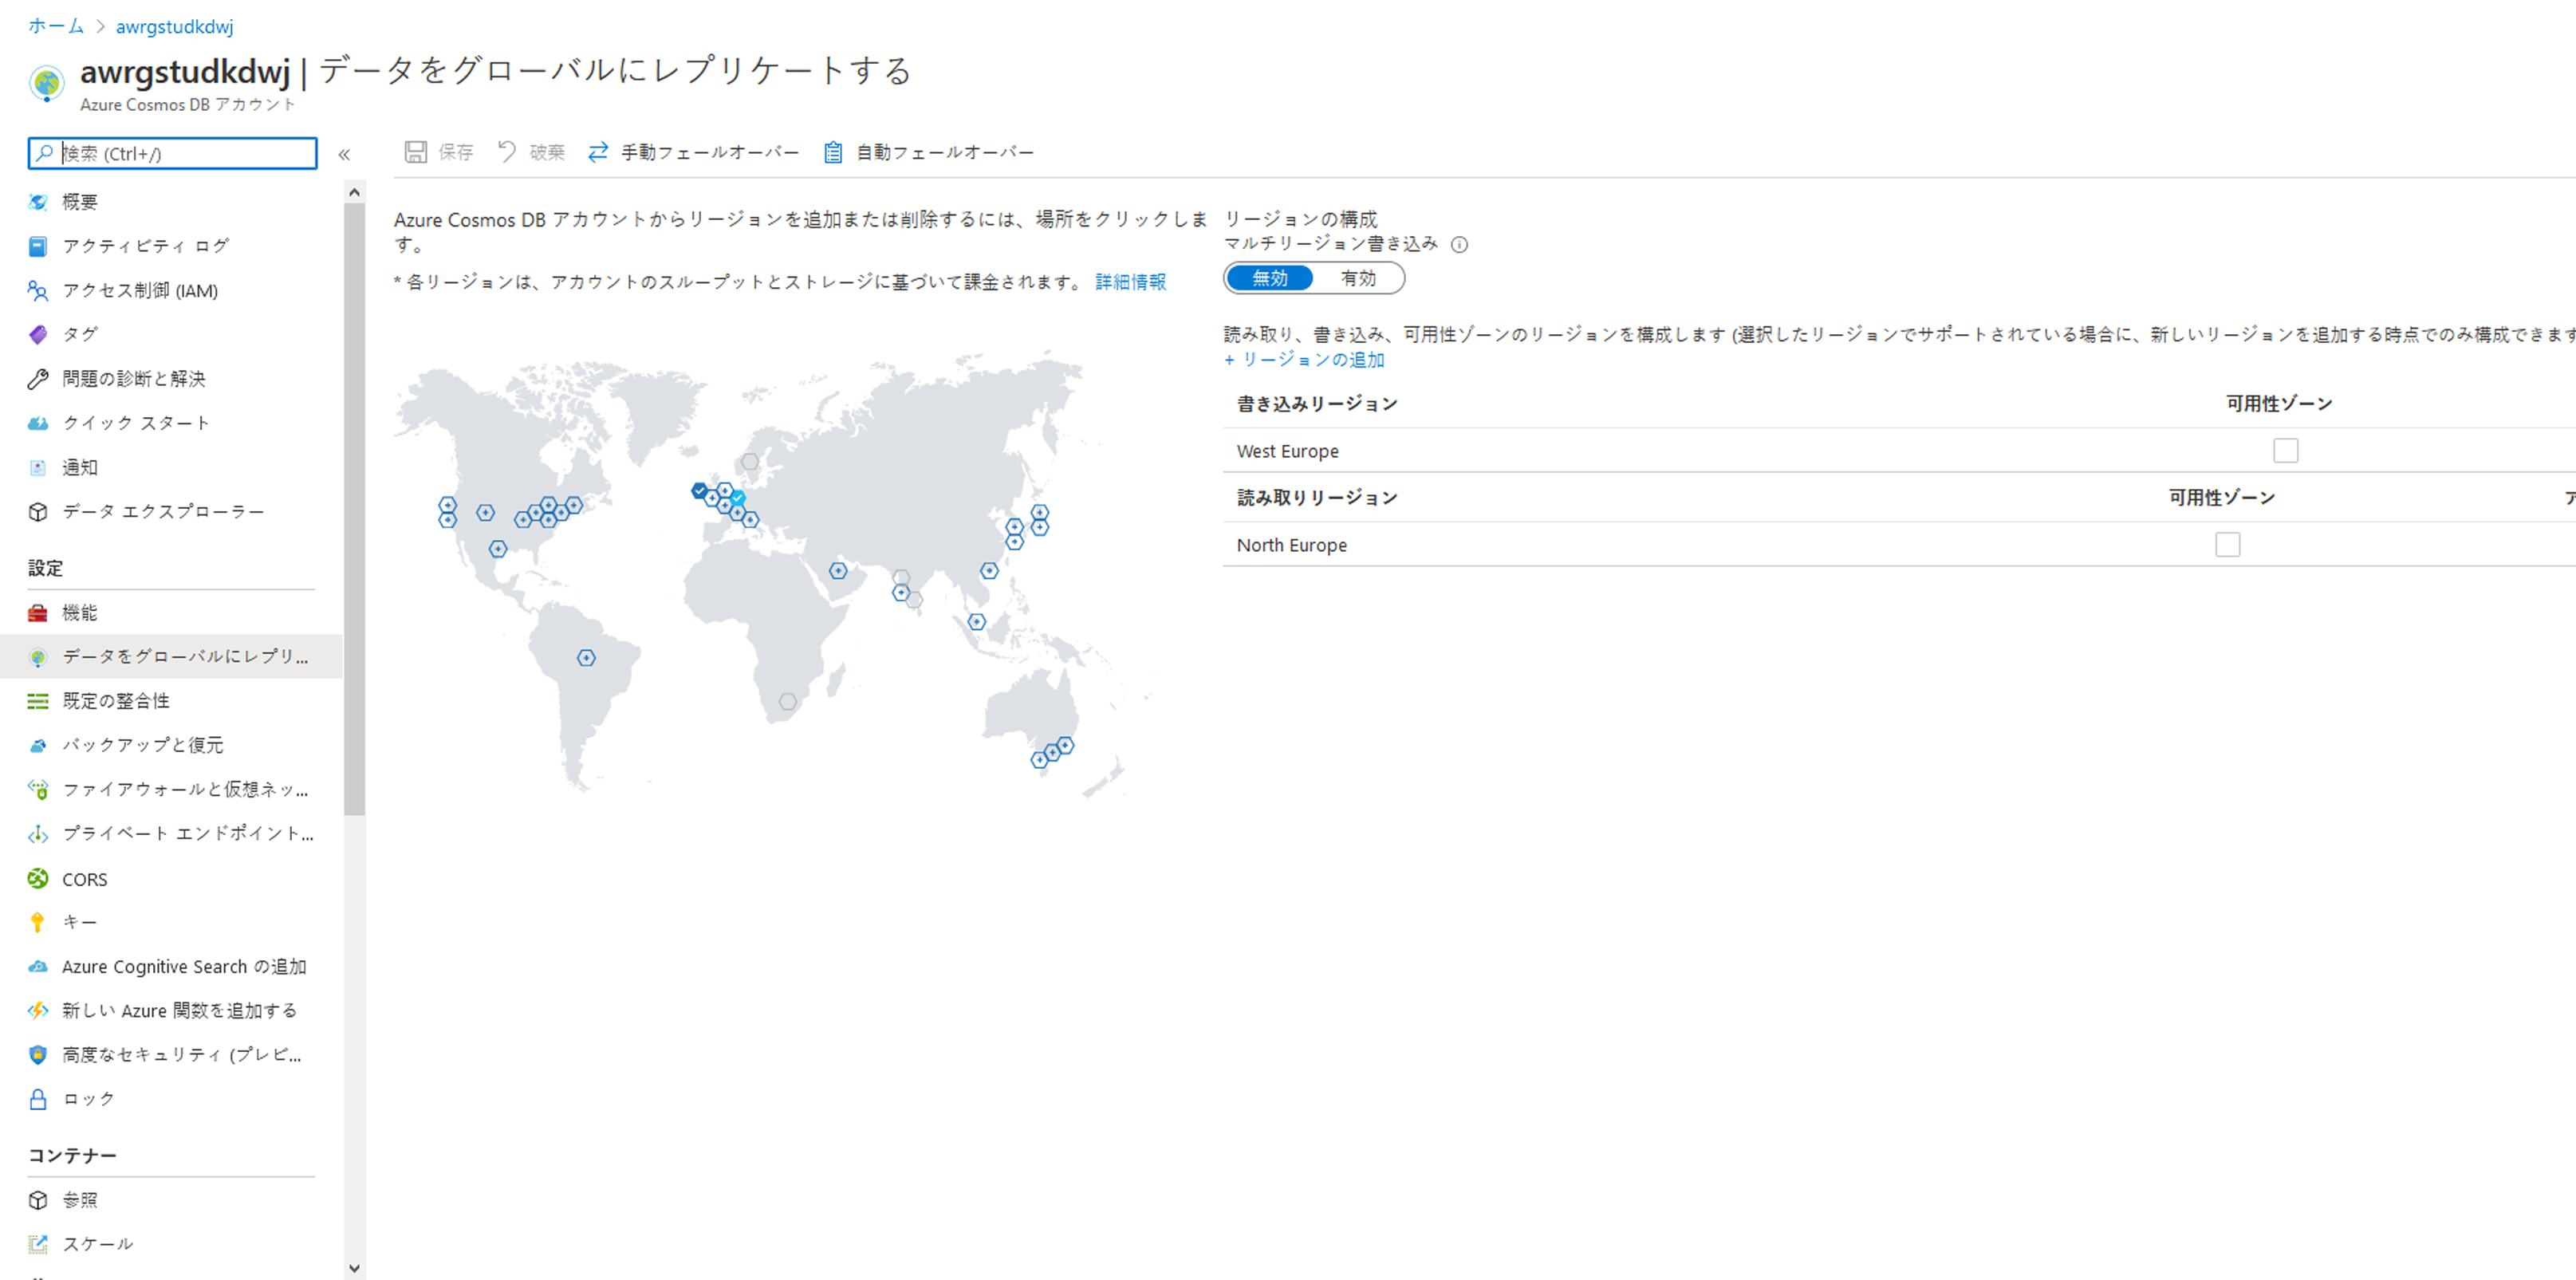 ホーム > awrgstudkdwj
awrgstudkdwj | データをグローバルにレプリケートする
Azure Cosmos DB アカウント
検索 (Ctrl+/)
«
保存 破棄 手動フェールオーバー 自動フェールオーバー
概要
アクティビティ ログ
アクセス制御 (IAM)
タグ
問題の診断と解決
クイック スタート
通知
データ エクスプローラー
設定
機能
データをグローバルにレプリ...
既定の整合性
バックアップと復元
ファイアウォールと仮想ネッ...
プライベート エンドポイント...
CORS
キー
Azure Cognitive Search の追加
新しい Azure 関数を追加する
高度なセキュリティ (プレビ...
ロック
コンテナー
参照
スケール
Azure Cosmos DB アカウントからリージョンを追加または削除するには、場所をクリックしま
す。
* 各リージョンは、アカウントのスループットとストレージに基づいて課金されます。 詳細情報
リージョンの構成
マルチリージョン書き込み
無効 有効
読み取り、書き込み、可用性ゾーンのリージョンを構成します (選択したリージョンでサポートされている場合に、新しいリージョンを追加する時点でのみ構成できます
+ リージョンの追加
書き込みリージョン 可用性ゾーン
West Europe
読み取りリージョン 可用性ゾーン
North Europe